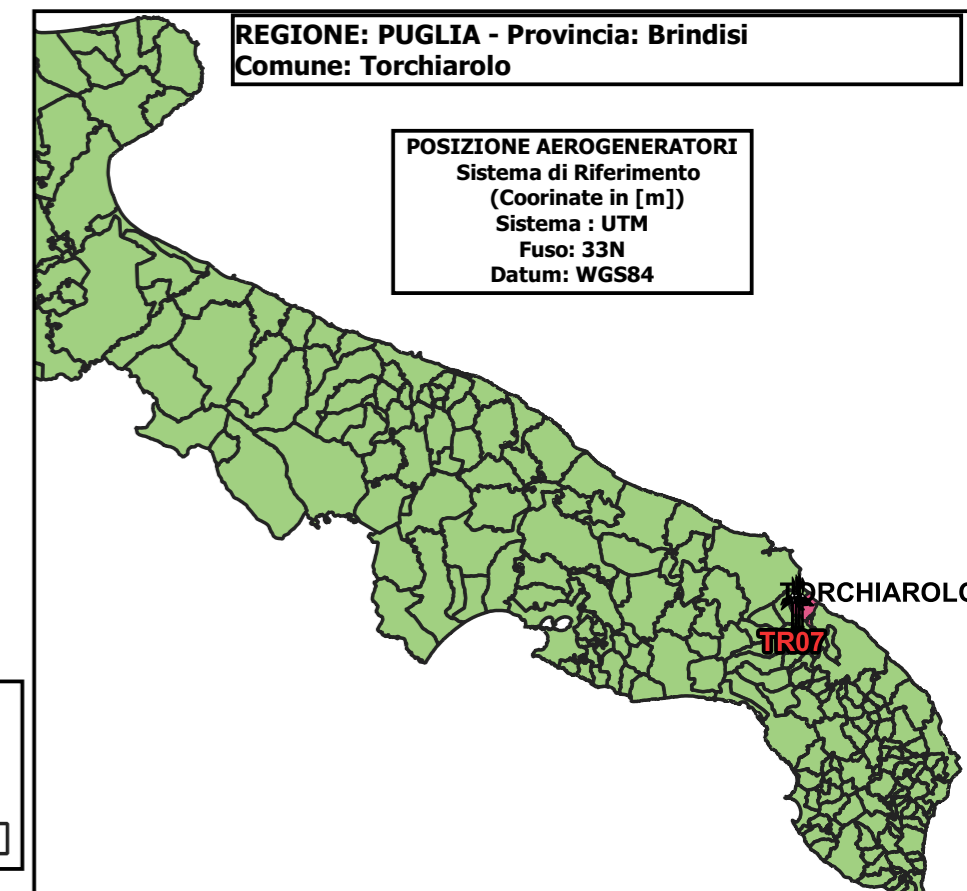 REGIONE: PUGLIA - Provincia: Brindisi
Comune: Torchiarolo
POSIZIONE AEROGENERATORI
Sistema di Riferimento
(Coorinate in [m])
Sistema : UTM
Fuso: 33N
Datum: WGS84
TORCHIAROLO
TR07